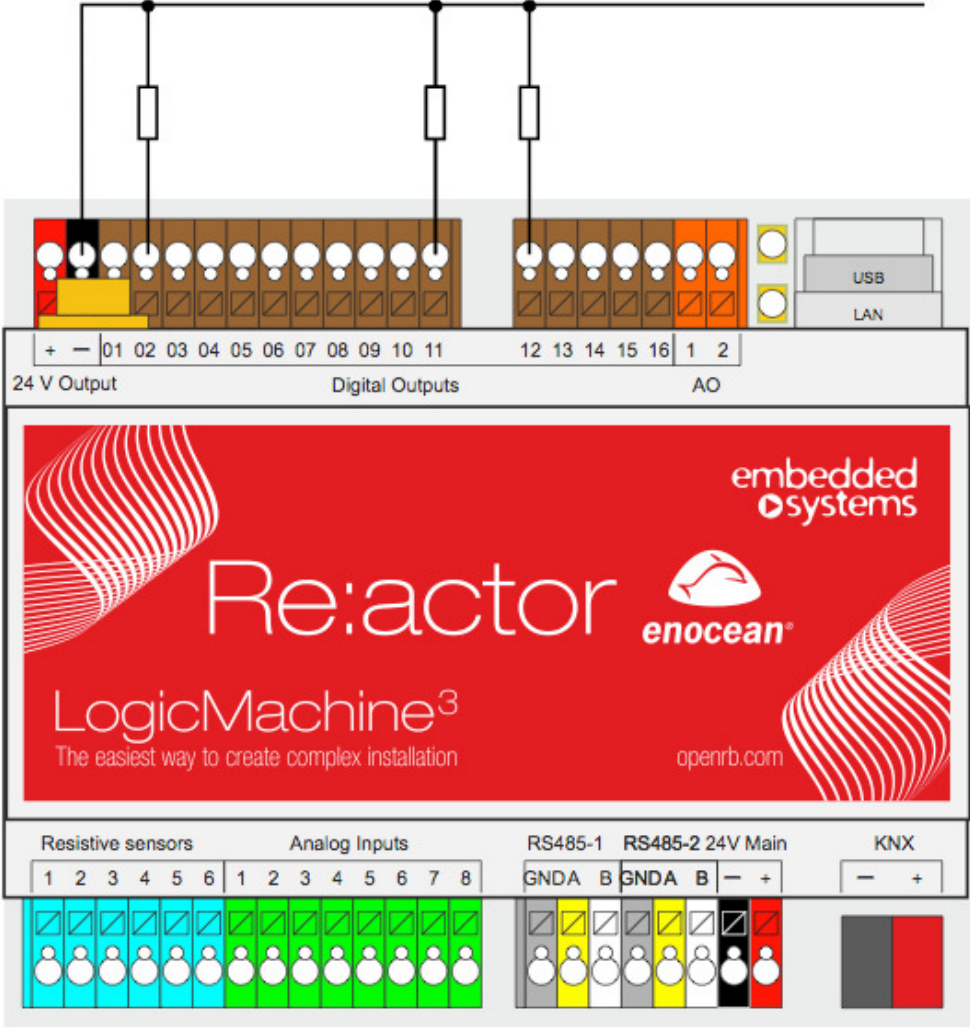 USB
LAN
+ — 01 02 03 04 05 06 07 08 09 10 11 12 13 14 15 16 1 2
24 V Output Digital Outputs AO
embedded
systems
Re:actor
enocean®
LogicMachine³
The easiest way to create complex installation
openrb.com
Resistive sensors Analog Inputs RS485-1 RS485-2 24V Main KNX
1 2 3 4 5 6 1 2 3 4 5 6 7 8 GNDA B GNDA B — + — +